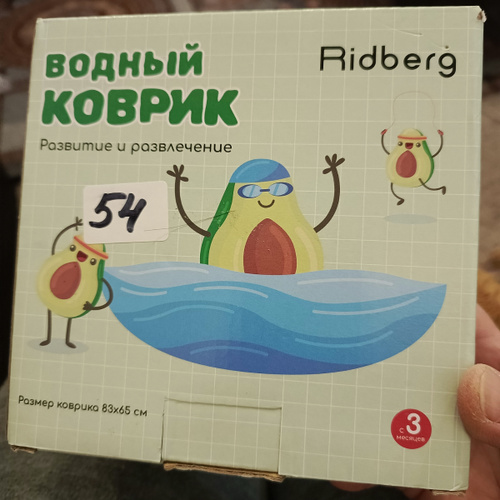 Ridberg
ВОДНЫЙ
КОВРИК
Развитие и развлечение
54
Размер коврика 83х65 см
с 3
месяцев